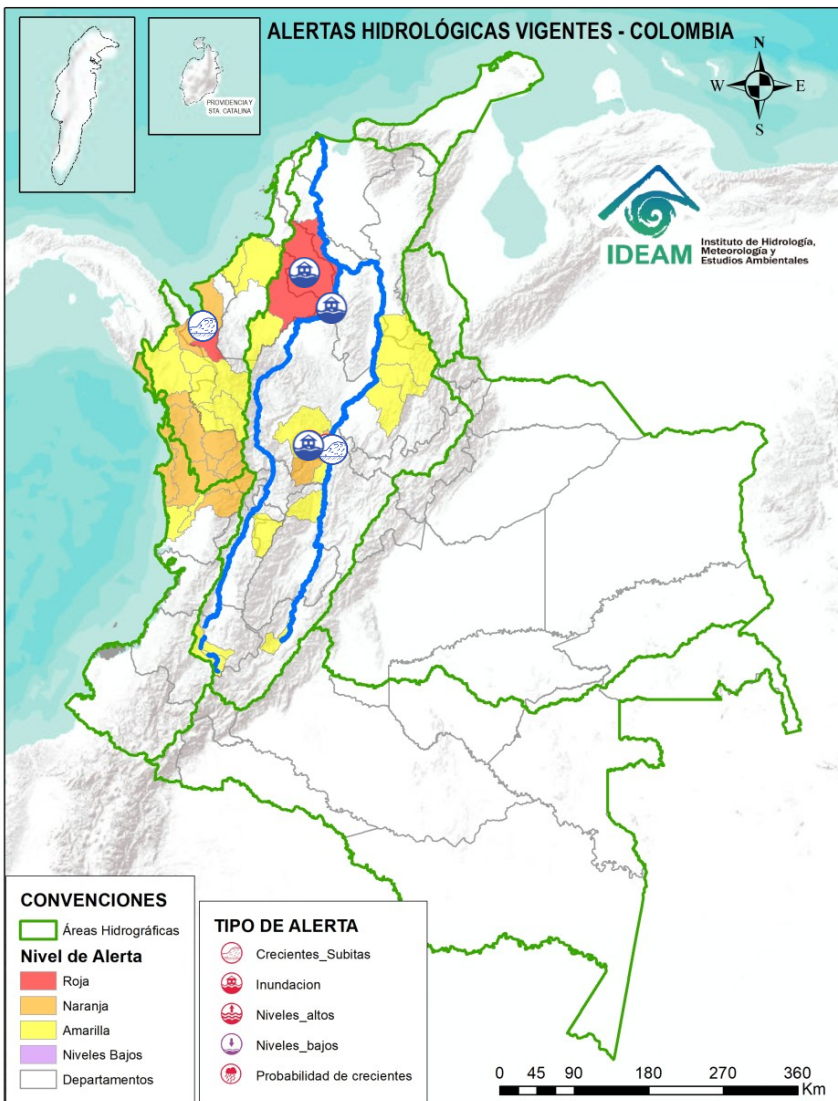 ALERTAS HIDROLÓGICAS VIGENTES - COLOMBIA
PROVIDENCIA Y
STA. CATALINA
N
W
E
S
IDEAM
Instituto de Hidrología,
Meteorología y
Estudios Ambientales
CONVENCIONES
Áreas Hidrográficas
Nivel de Alerta
Roja
Naranja
Amarilla
Niveles Bajos
Departamentos
TIPO DE ALERTA
Crecientes_Subitas
Inundacion
Niveles_altos
Niveles_bajos
Probabilidad de crecientes
0 45 90 180 270 360
Km